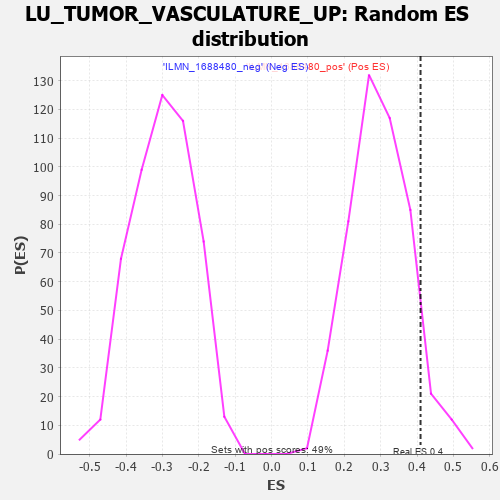 LU_TUMOR_VASCULATURE_UP: Random ES
distribution
'ILMN_1688480_neg' (Neg ES) 80_pos' (Pos ES)
130
120
110
100
90
80
70
60
50
40
30
20
10
0
P(ES)
Sets with pos scores: 49%
Real ES 0.4
-0.5 -0.4 -0.3 -0.2 -0.1 0.0 0.1 0.2 0.3 0.4 0.5 0.6
ES